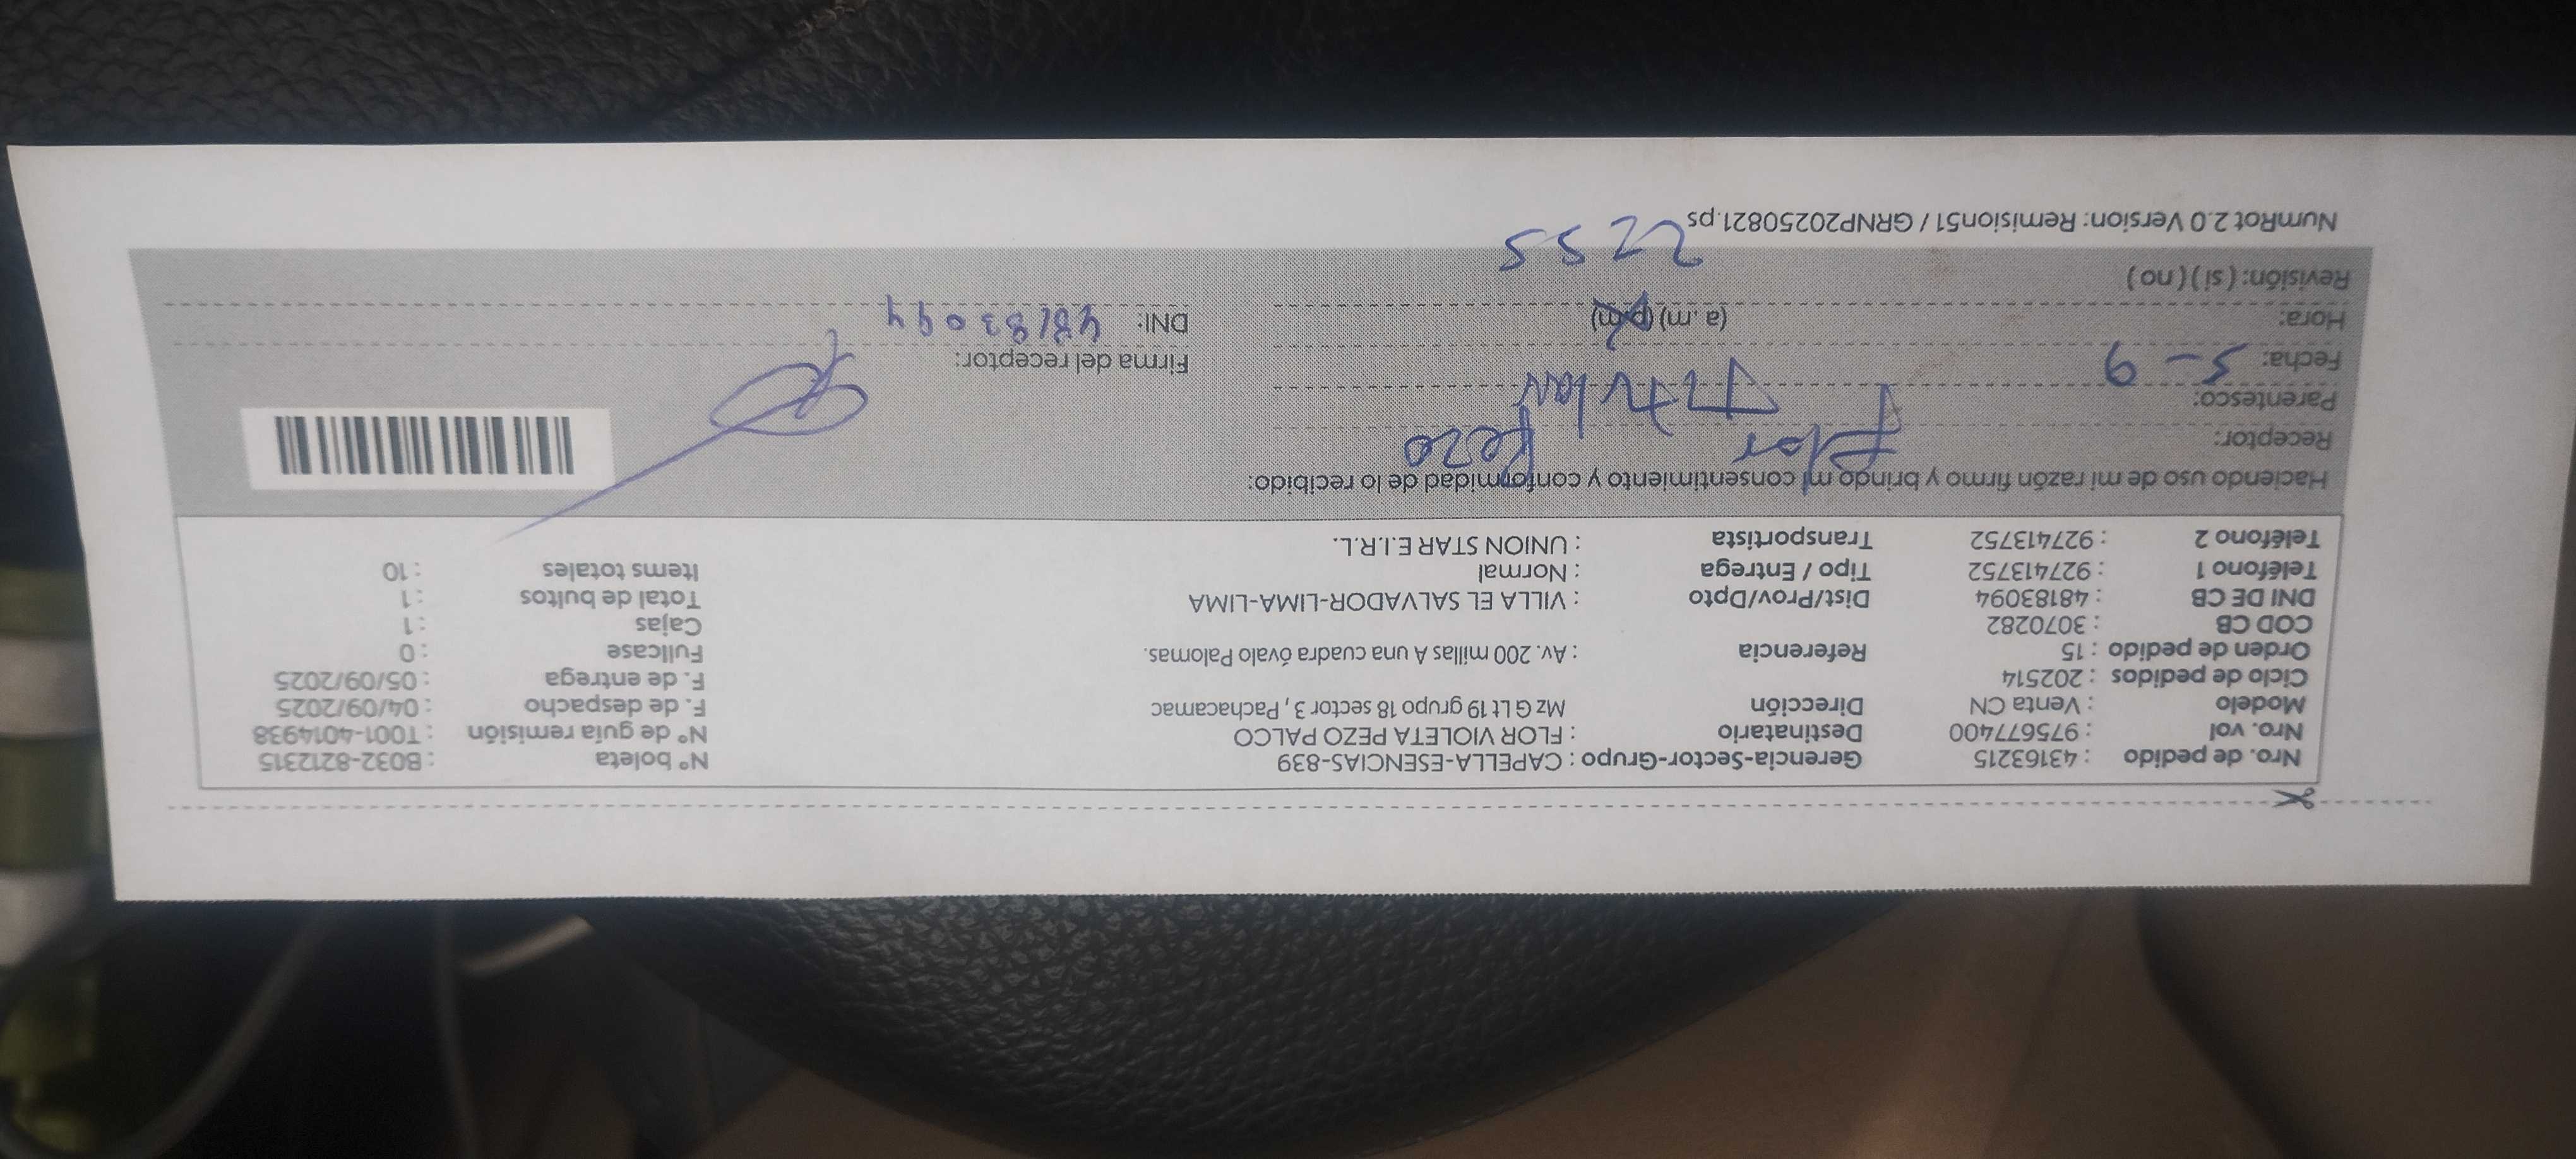 Nro. de pedido : 43163215 Gerencia-Sector-Grupo : CAPELLA-ESENCIAS-839 N° boleta : B032-8212315
Nro. vol : 975677400 Destinatario : FLOR VIOLETA PEZO PALCO N° de guía remisión : T001-4014938
Modelo : Venta CN Dirección Mz G Lt 19 grupo 18 sector 3, Pachacamac F. de despacho : 04/09/2025
Ciclo de pedidos : 202514 F. de entrega : 05/09/2025
Orden de pedido : 15 Referencia : Av. 200 millas A una cuadra óvalo Palomas. Fullcase : 0
COD CB : 3070282 Cajas : 1
DNI DE CB : 48183094 Dist/Prov/Dpto : VILLA EL SALVADOR-LIMA-LIMA Total de bultos : 1
Teléfono 1 : 927413752 Tipo / Entrega : Normal Items totales : 10
Teléfono 2 : 927413752 Transportista : UNION STAR E.I.R.L.
Haciendo uso de mi razón firmo y brindo mi consentimiento y conformidad de lo recibido:
Receptor: Flor Pezo
Parentesco: Titular
Fecha: 5-9 Firma del receptor:
Hora: (a.m) (p.m) DNI: 48183094
Revisión: (si) (no) 2255
NumRot 2.0 Version: Remision51 / GRNP20250821.ps